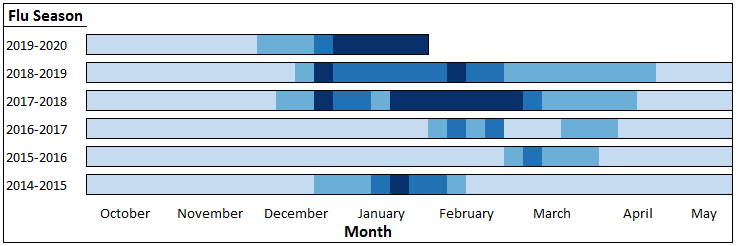 Flu Season
2019-2020
2018-2019
2017-2018
2016-2017
2015-2016
2014-2015
October November December January February March April May
Month